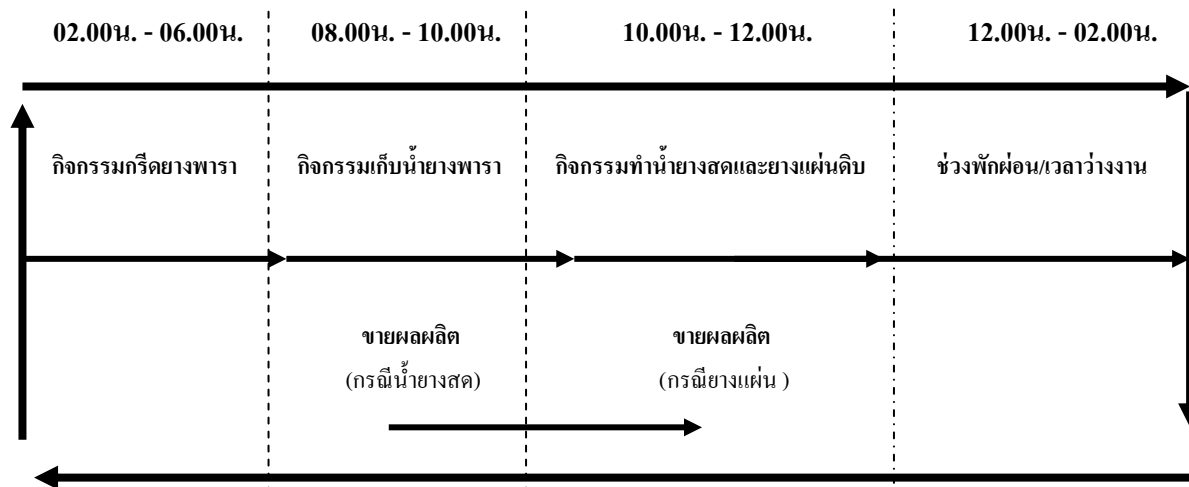 02.00น. - 06.00น. 08.00น. - 10.00น. 10.00น. - 12.00น. 12.00น. - 02.00น.
กิจกรรมกรีดยางพารา กิจกรรมเก็บน้ำยางพารา กิจกรรมทำน้ำยางสดและยางแผ่นดิบ ช่วงพักผ่อน/เวลาว่างงาน
ขายผลผลิต ขายผลผลิต
(กรณีน้ำยางสด) (กรณียางแผ่น )